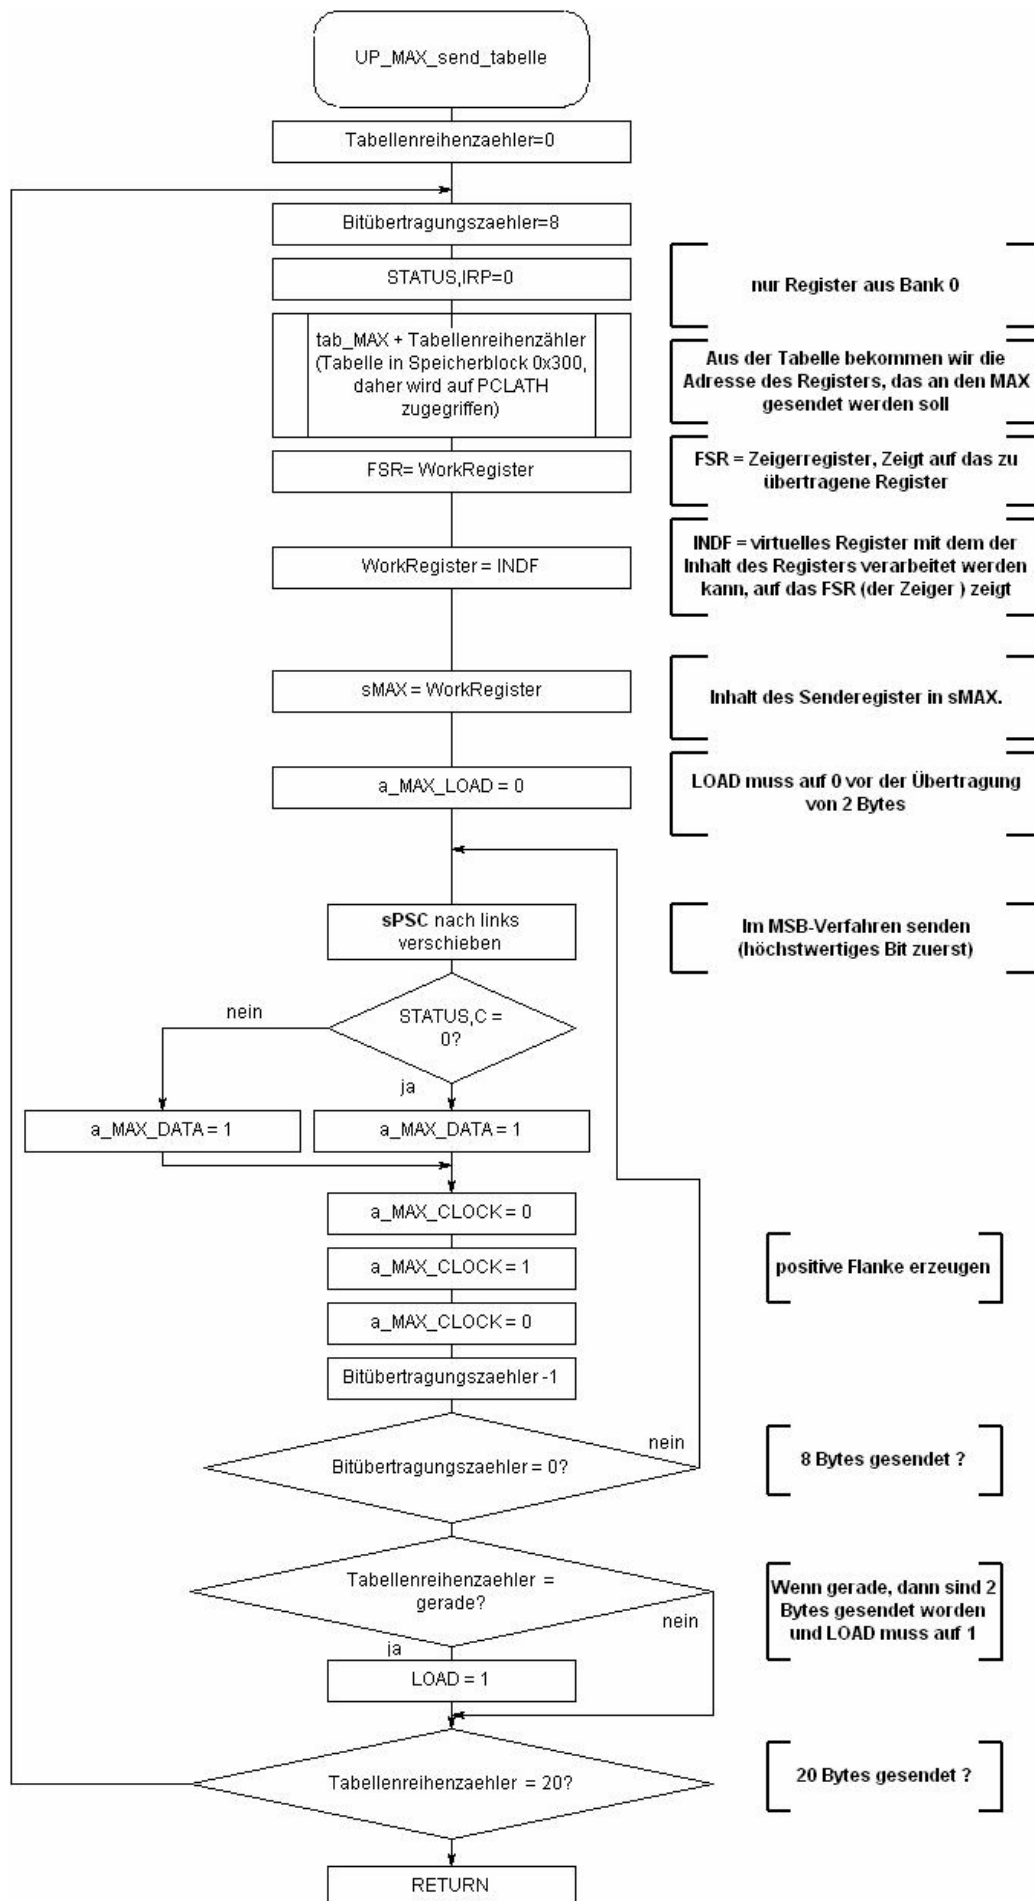 UP_MAX_send_tabelle
Tabellenreihenzaehler=0
Bitübertragungszaehler=8
STATUS,IRP=0
nur Register aus Bank 0
tab_MAX + Tabellenreihenzähler
(Tabelle in Speicherblock 0x300,
daher wird auf PCLATH
zugegriffen)
Aus der Tabelle bekommen wir die
Adresse des Registers, das an den MAX
gesendet werden soll
FSR= WorkRegister
FSR = Zeigerregister, Zeigt auf das zu
übertragene Register
WorkRegister = INDF
INDF = virtuelles Register mit dem der
Inhalt des Registers verarbeitet werden
kann, auf das FSR (der Zeiger ) zeigt
sMAX = WorkRegister
Inhalt des Senderegister in sMAX.
a_MAX_LOAD = 0
LOAD muss auf 0 vor der Übertragung
von 2 Bytes
sPSC nach links
verschieben
Im MSB-Verfahren senden
(höchstwertiges Bit zuerst)
nein
STATUS,C =
0?
ja
a_MAX_DATA = 1
a_MAX_DATA = 1
a_MAX_CLOCK = 0
a_MAX_CLOCK = 1
positive Flanke erzeugen
a_MAX_CLOCK = 0
Bitübertragungszaehler -1
nein
Bitübertragungszaehler = 0?
8 Bytes gesendet ?
Tabellenreihenzaehler =
gerade?
nein
Wenn gerade, dann sind 2
Bytes gesendet worden
und LOAD muss auf 1
ja
LOAD = 1
Tabellenreihenzaehler = 20?
20 Bytes gesendet ?
RETURN